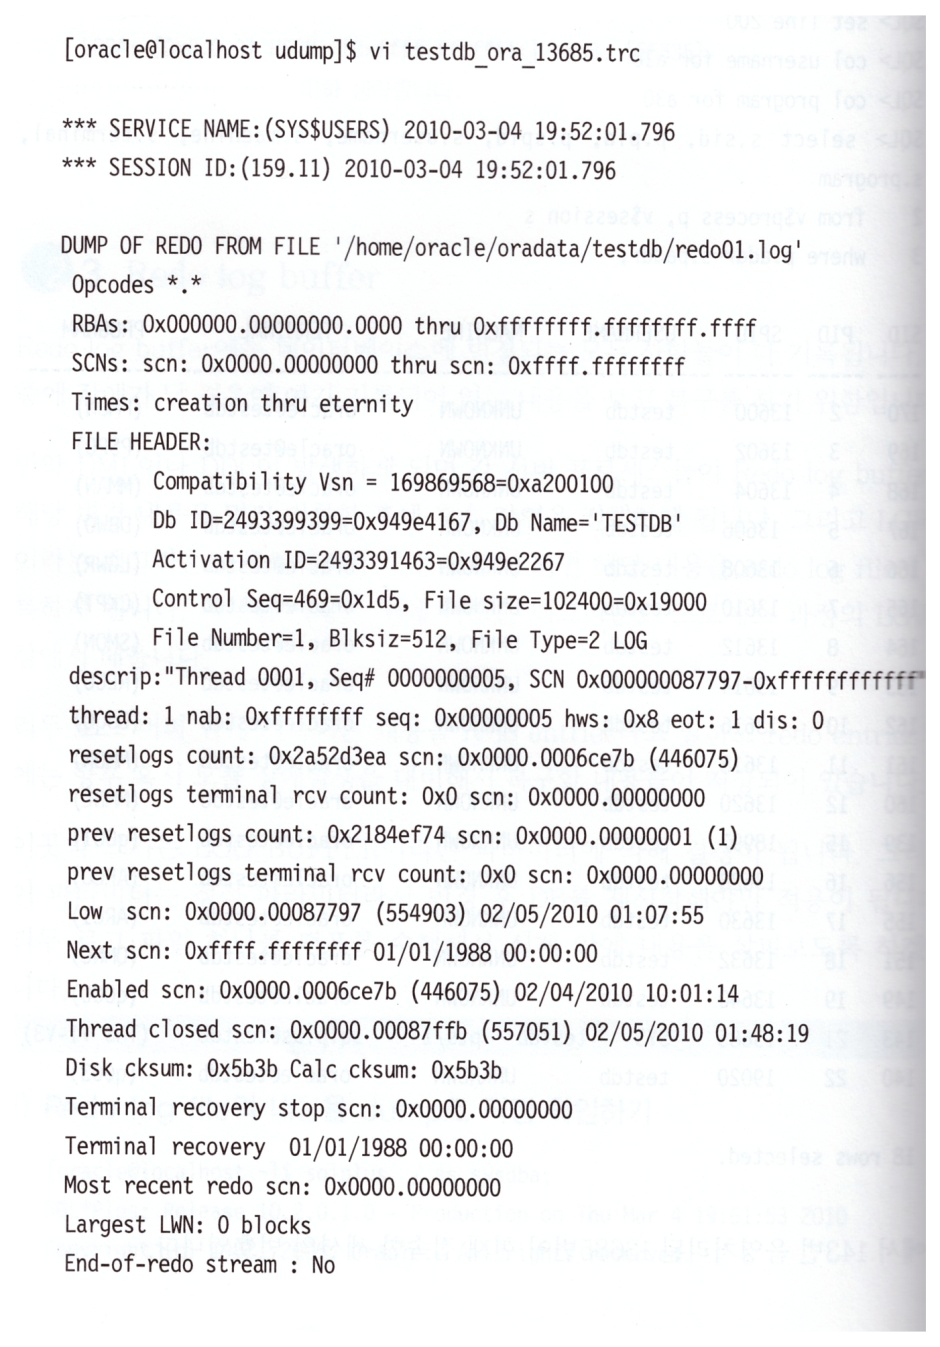 [oracle@localhost udump]$ vi testdb_ora_13685.trc
*** SERVICE NAME:(SYS$USERS) 2010-03-04 19:52:01.796
*** SESSION ID:(159.11) 2010-03-04 19:52:01.796
DUMP OF REDO FROM FILE '/home/oracle/oradata/testdb/redo01.log'
Opcodes *.*
RBAs: 0x000000.00000000.0000 thru 0xffffffff.ffffffff.ffff
SCNs: scn: 0x0000.00000000 thru scn: 0xffff.ffffffff
Times: creation thru eternity
FILE HEADER:
Compatibility Vsn = 169869568=0xa200100
Db ID=2493399399=0x949e4167, Db Name='TESTDB'
Activation ID=2493391463=0x949e2267
Control Seq=469=0x1d5, File size=102400=0x19000
File Number=1, Blksiz=512, File Type=2 LOG
descrip:"Thread 0001, Seq# 0000000005, SCN 0x000000087797-0xffffffffffff"
thread: 1 nab: 0xffffffff seq: 0x00000005 hws: 0x8 eot: 1 dis: 0
resetlogs count: 0x2a52d3ea scn: 0x0000.0006ce7b (446075)
resetlogs terminal rcv count: 0x0 scn: 0x0000.00000000
prev resetlogs count: 0x2184ef74 scn: 0x0000.00000001 (1)
prev resetlogs terminal rcv count: 0x0 scn: 0x0000.00000000
Low scn: 0x0000.00087797 (554903) 02/05/2010 01:07:55
Next scn: 0xffff.ffffffff 01/01/1988 00:00:00
Enabled scn: 0x0000.0006ce7b (446075) 02/04/2010 10:01:14
Thread closed scn: 0x0000.00087ffb (557051) 02/05/2010 01:48:19
Disk cksum: 0x5b3b Calc cksum: 0x5b3b
Terminal recovery stop scn: 0x0000.00000000
Terminal recovery 01/01/1988 00:00:00
Most recent redo scn: 0x0000.00000000
Largest LWN: 0 blocks
End-of-redo stream : No